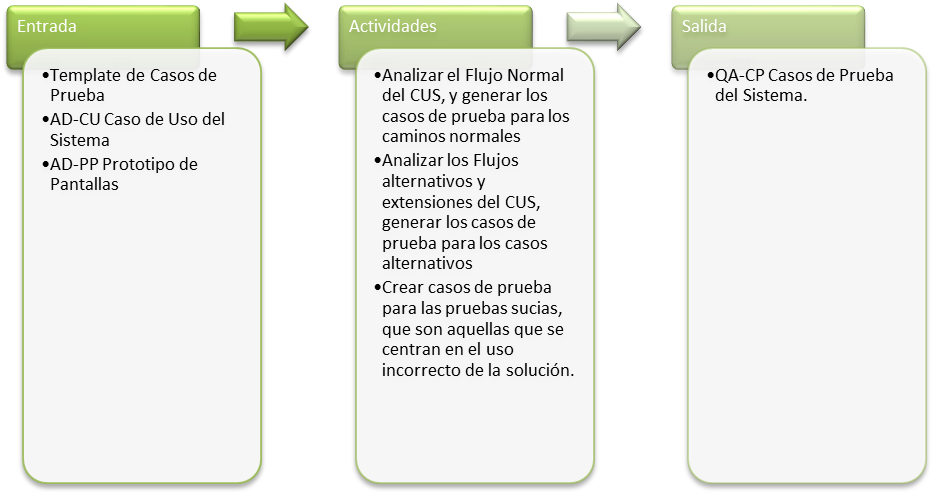 Entrada
•Template de Casos de
Prueba
•AD-CU Caso de Uso del
Sistema
•AD-PP Prototipo de
Pantallas
Actividades
•Analizar el Flujo Normal
del CUS, y generar los
casos de prueba para los
caminos normales
•Analizar los Flujos
alternativos y
extensiones del CUS,
generar los casos de
prueba para los casos
alternativos
•Crear casos de prueba
para las pruebas sucias,
que son aquellas que se
centran en el uso
incorrecto de la solución.
Salida
•QA-CP Casos de Prueba
del Sistema.